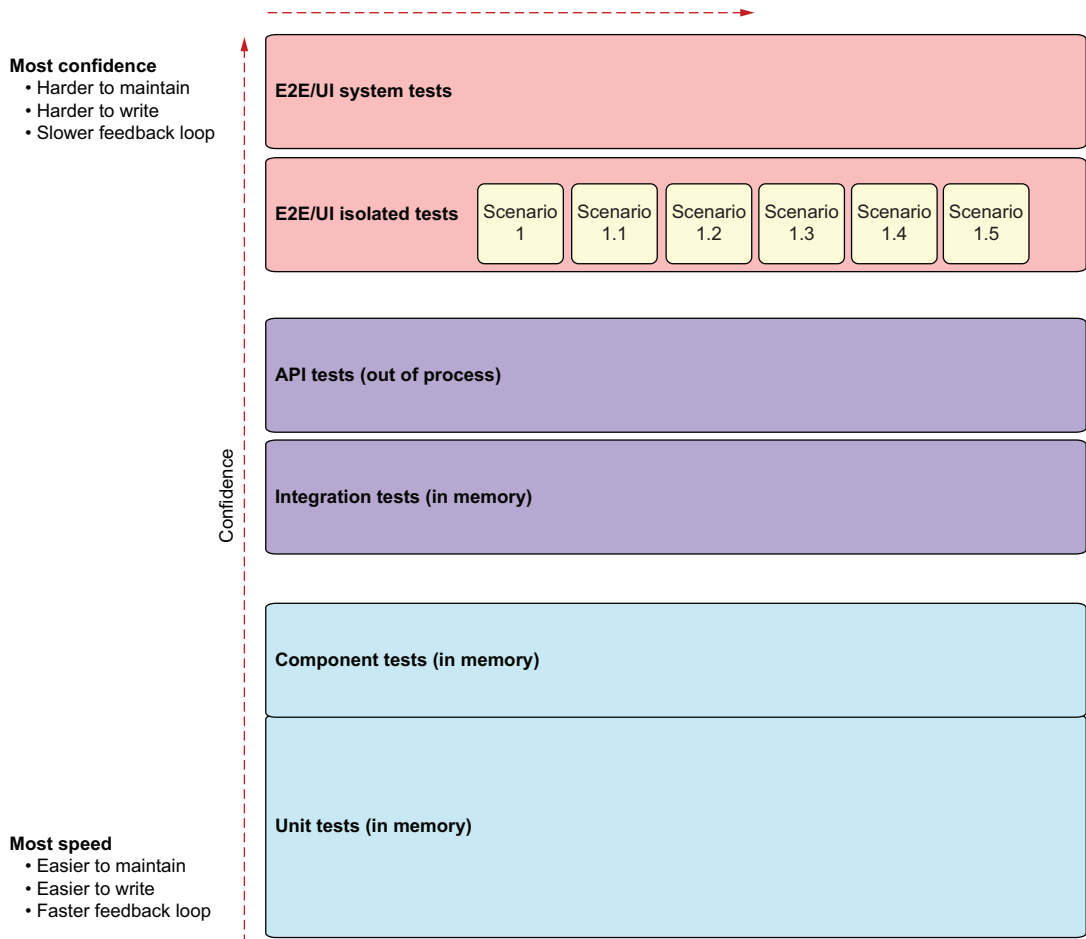 Most confidence
• Harder to maintain
• Harder to write
• Slower feedback loop
E2E/UI system tests
E2E/UI isolated tests
Scenario
1
Scenario
1.1
Scenario
1.2
Scenario
1.3
Scenario
1.4
Scenario
1.5
API tests (out of process)
Confidence
Integration tests (in memory)
Component tests (in memory)
Unit tests (in memory)
Most speed
• Easier to maintain
• Easier to write
• Faster feedback loop